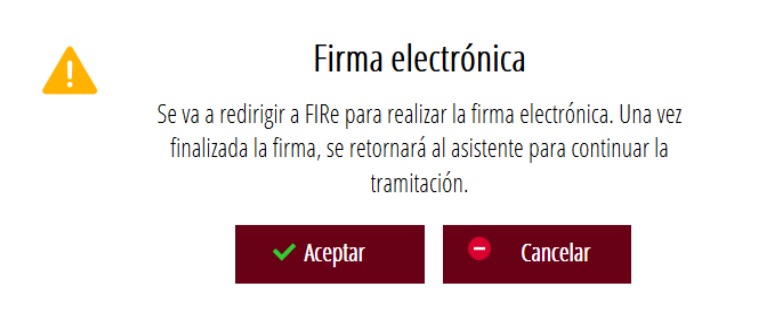 Firma electrónica
Se va a redirigir a FIRe para realizar la firma electrónica. Una vez
finalizada la firma, se retornará al asistente para continuar la
tramitación.
Aceptar
Cancelar